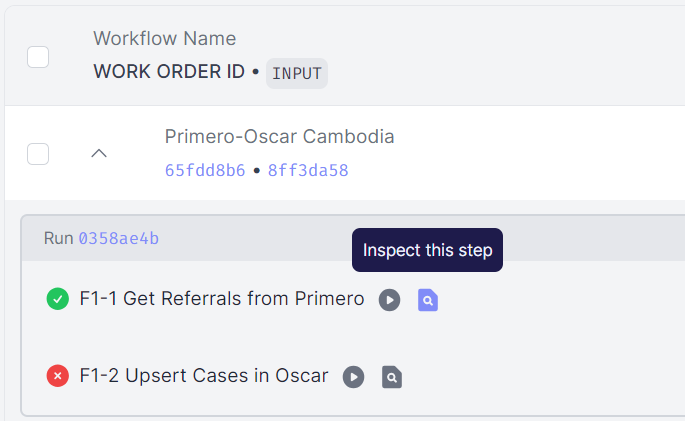 Workflow Name
WORK ORDER ID • INPUT
Primero-Oscar Cambodia
65fdd8b6 • 8ff3da58
Run 0358ae4b
Inspect this step
F1-1 Get Referrals from Primero
F1-2 Upsert Cases in Oscar